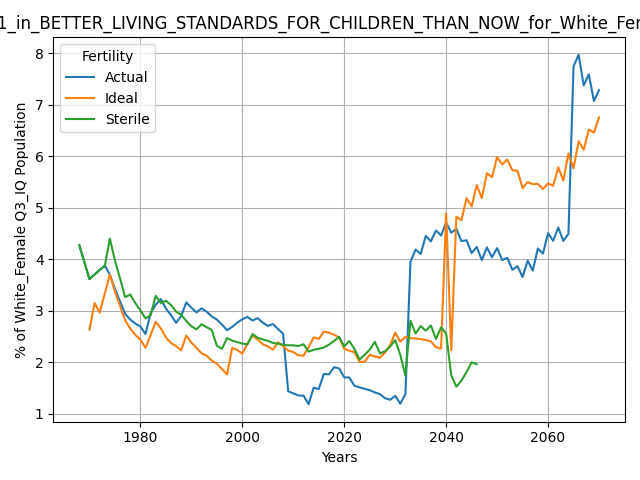 1_in_BETTER_LIVING_STANDARDS_FOR_CHILDREN_THAN_NOW_for_White_Fe
Fertility
Actual
Ideal
Sterile
% of White_Female Q3_IQ Population
8
7
6
5
4
3
2
1
1980 2000 2020 2040 2060
Years